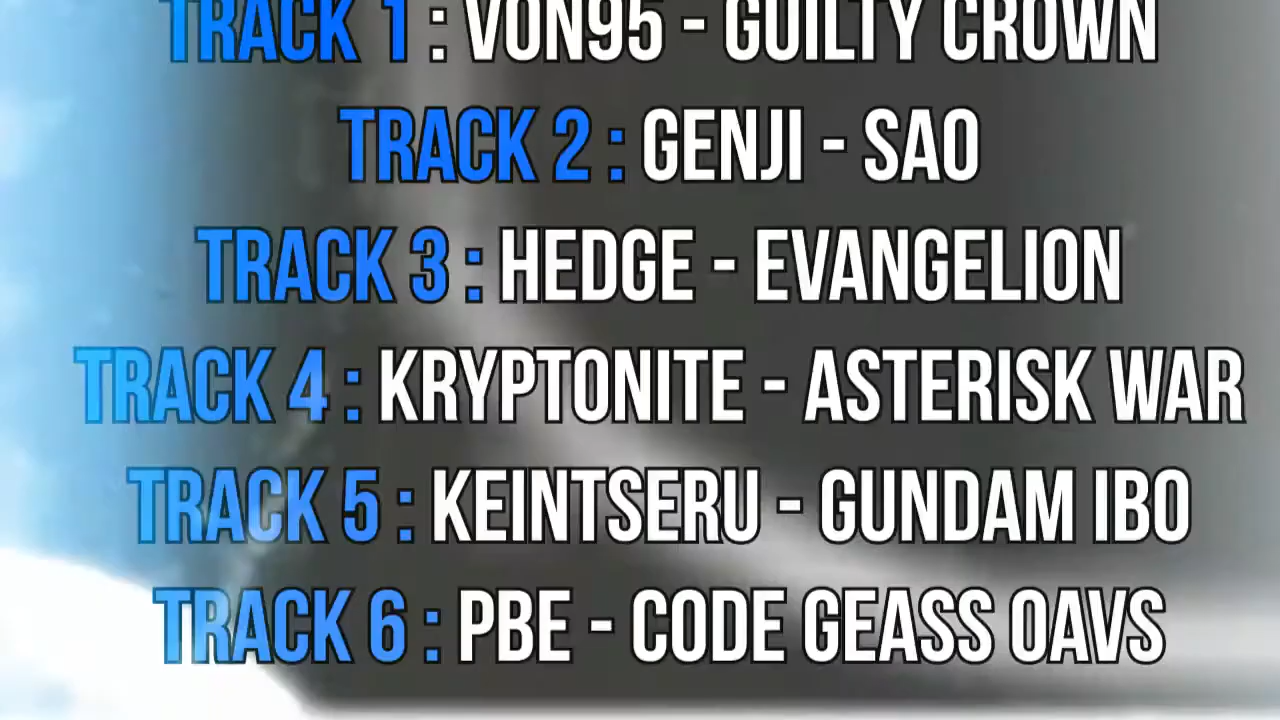 TRACK 1 : VON95 - GUILTY CROWN
TRACK 2 : GENJI - SAO
TRACK 3 : HEDGE - EVANGELION
TRACK 4 : KRYPTONITE - ASTERISK WAR
TRACK 5 : KEINTSERU - GUNDAM IBO
TRACK 6 : PBE - CODE GEASS OAVS